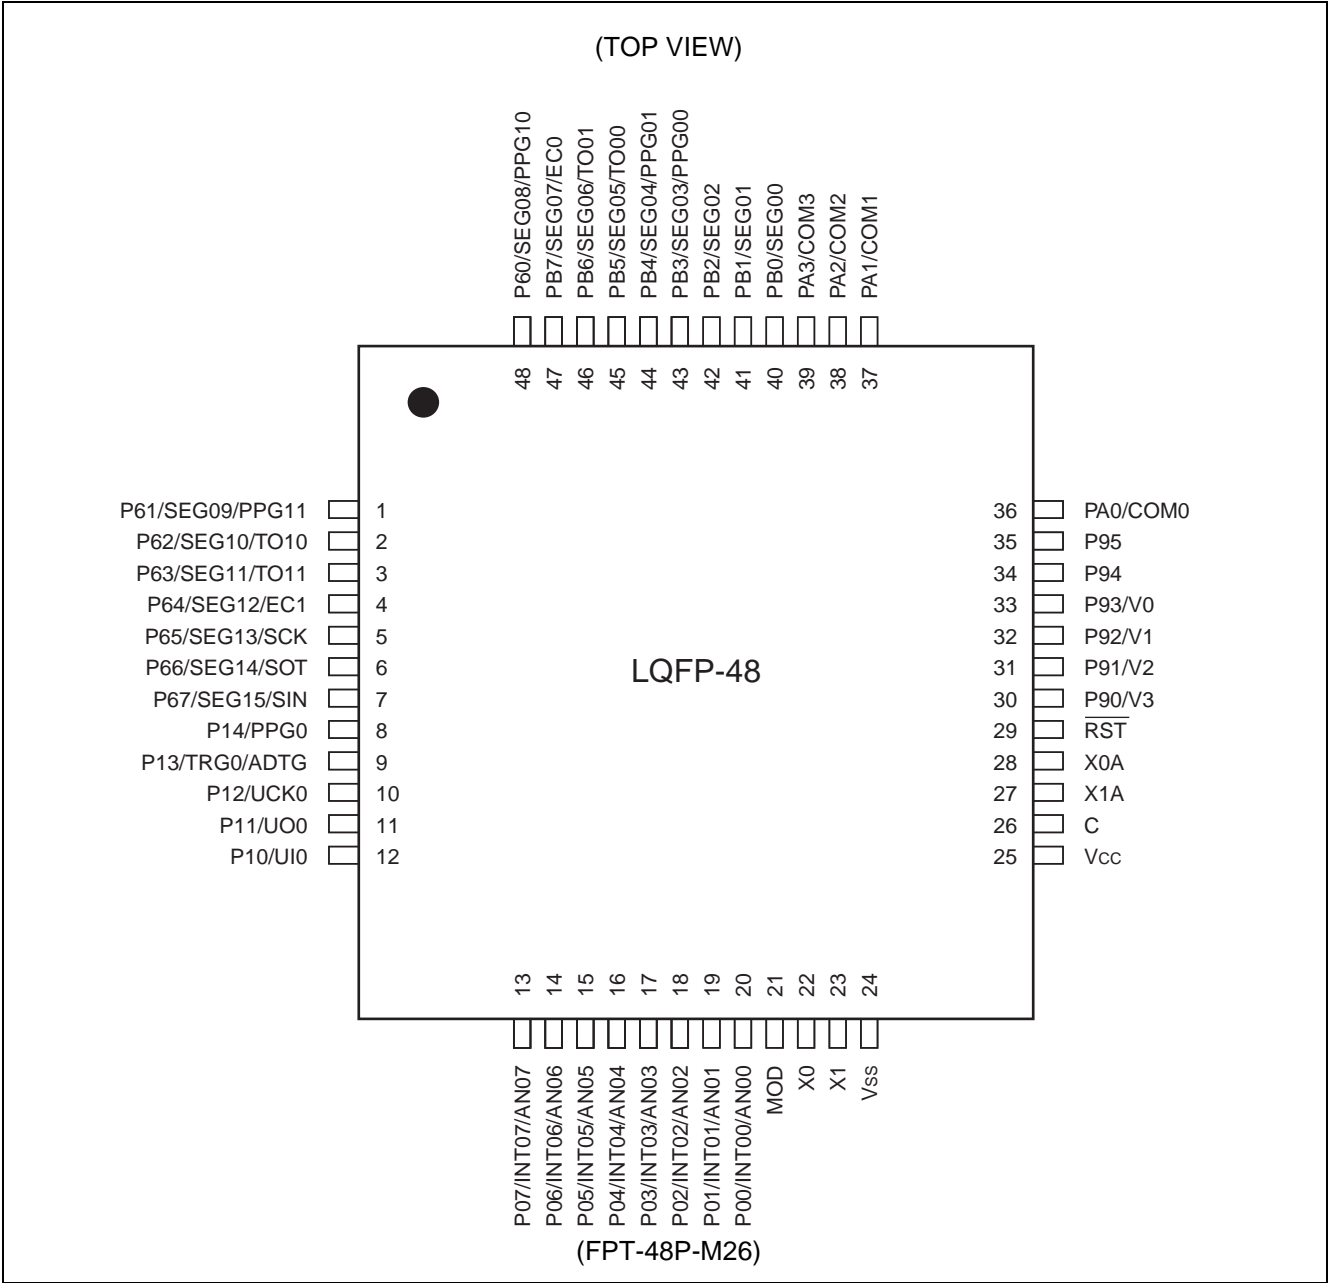 (TOP VIEW)
P60/SEG08/PPG10
PB7/SEG07/EC0
PB6/SEG06/TO01
PB5/SEG05/TO00
PB4/SEG04/PPG01
PB3/SEG03/PPG00
PB2/SEG02
PB1/SEG01
PB0/SEG00
PA3/COM3
PA2/COM2
PA1/COM1
48
47
46
45
44
43
42
41
40
39
38
37
P61/SEG09/PPG11 1
P62/SEG10/TO10 2
P63/SEG11/TO11 3
P64/SEG12/EC1 4
P65/SEG13/SCK 5
P66/SEG14/SOT 6
P67/SEG15/SIN 7
P14/PPG0 8
P13/TRG0/ADTG 9
P12/UCK0 10
P11/UO0 11
P10/UI0 12
LQFP-48
36 PA0/COM0
35 P95
34 P94
33 P93/V0
32 P92/V1
31 P91/V2
30 P90/V3
29 RST
28 X0A
27 X1A
26 C
25 Vcc
13
14
15
16
17
18
19
20
21
22
23
24
P07/INT07/AN07
P06/INT06/AN06
P05/INT05/AN05
P04/INT04/AN04
P03/INT03/AN03
P02/INT02/AN02
P01/INT01/AN01
P00/INT00/AN00
MOD
X0
X1
Vss
(FPT-48P-M26)